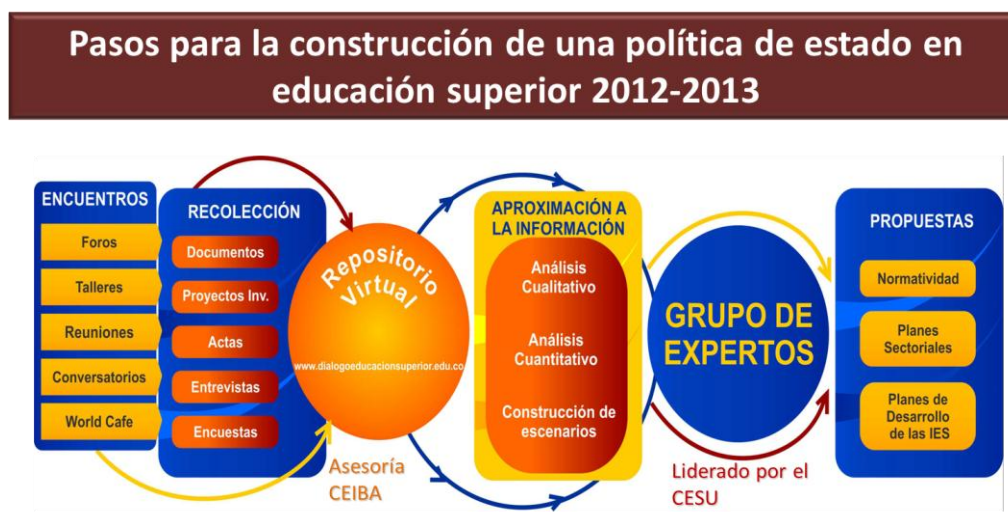 Pasos para la construcción de una política de estado en
educación superior 2012-2013
ENCUENTROS
Foros
Talleres
Reuniones
Conversatorios
World Cafe
RECOLECCIÓN
Documentos
Proyectos Inv.
Actas
Entrevistas
Encuestas
Repositorio
Virtual
www.dialogoeducacionsuperior.edu.co
Asesoría
CEIBA
APROXIMACIÓN A
LA INFORMACIÓN
Análisis
Cualitativo
Análisis
Cuantitativo
Construcción de
escenarios
GRUPO DE
EXPERTOS
Liderado por el
CESU
PROPUESTAS
Normatividad
Planes
Sectoriales
Planes de
Desarrollo
de las IES